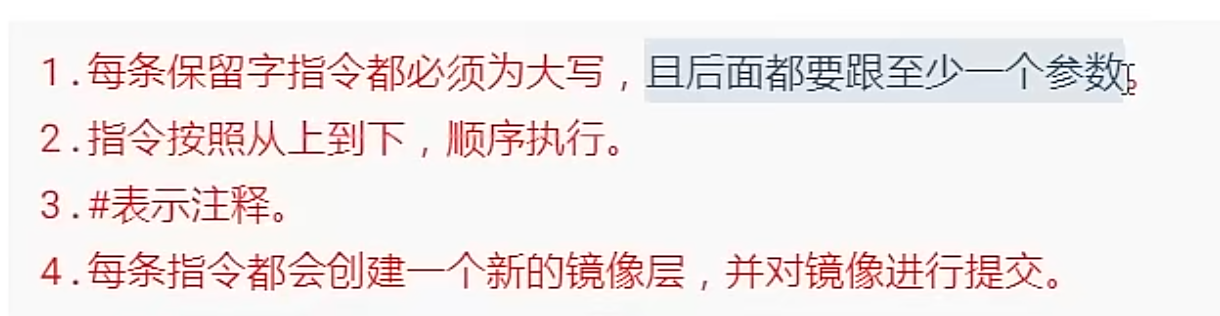 1.每条保留字指令都必须为大写，且后面都要跟至少一个参数。
2.指令按照从上到下，顺序执行。
3.#表示注释。
4.每条指令都会创建一个新的镜像层，并对镜像进行提交。